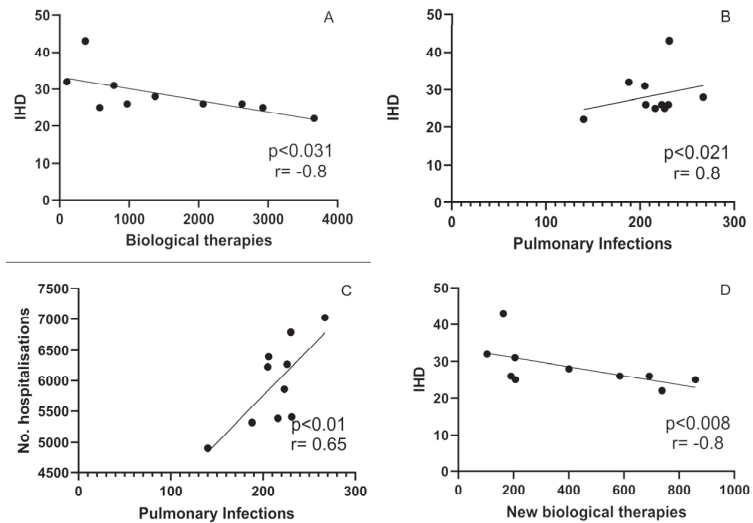 A
50
40
30
20
10
0
IHD
p<0.031
r= -0.8
0 1000 2000 3000 4000
Biological therapies
B
50
40
30
20
10
0
IHD
p<0.021
r= 0.8
0 100 200 300
Pulmonary Infections
C
7500
7000
6500
6000
5500
5000
4500
No. hospitalisations
p<0.01
r= 0.65
0 100 200 300
Pulmonary Infections
D
50
40
30
20
10
0
IHD
p<0.008
r= -0.8
0 200 400 600 800 1000
New biological therapies